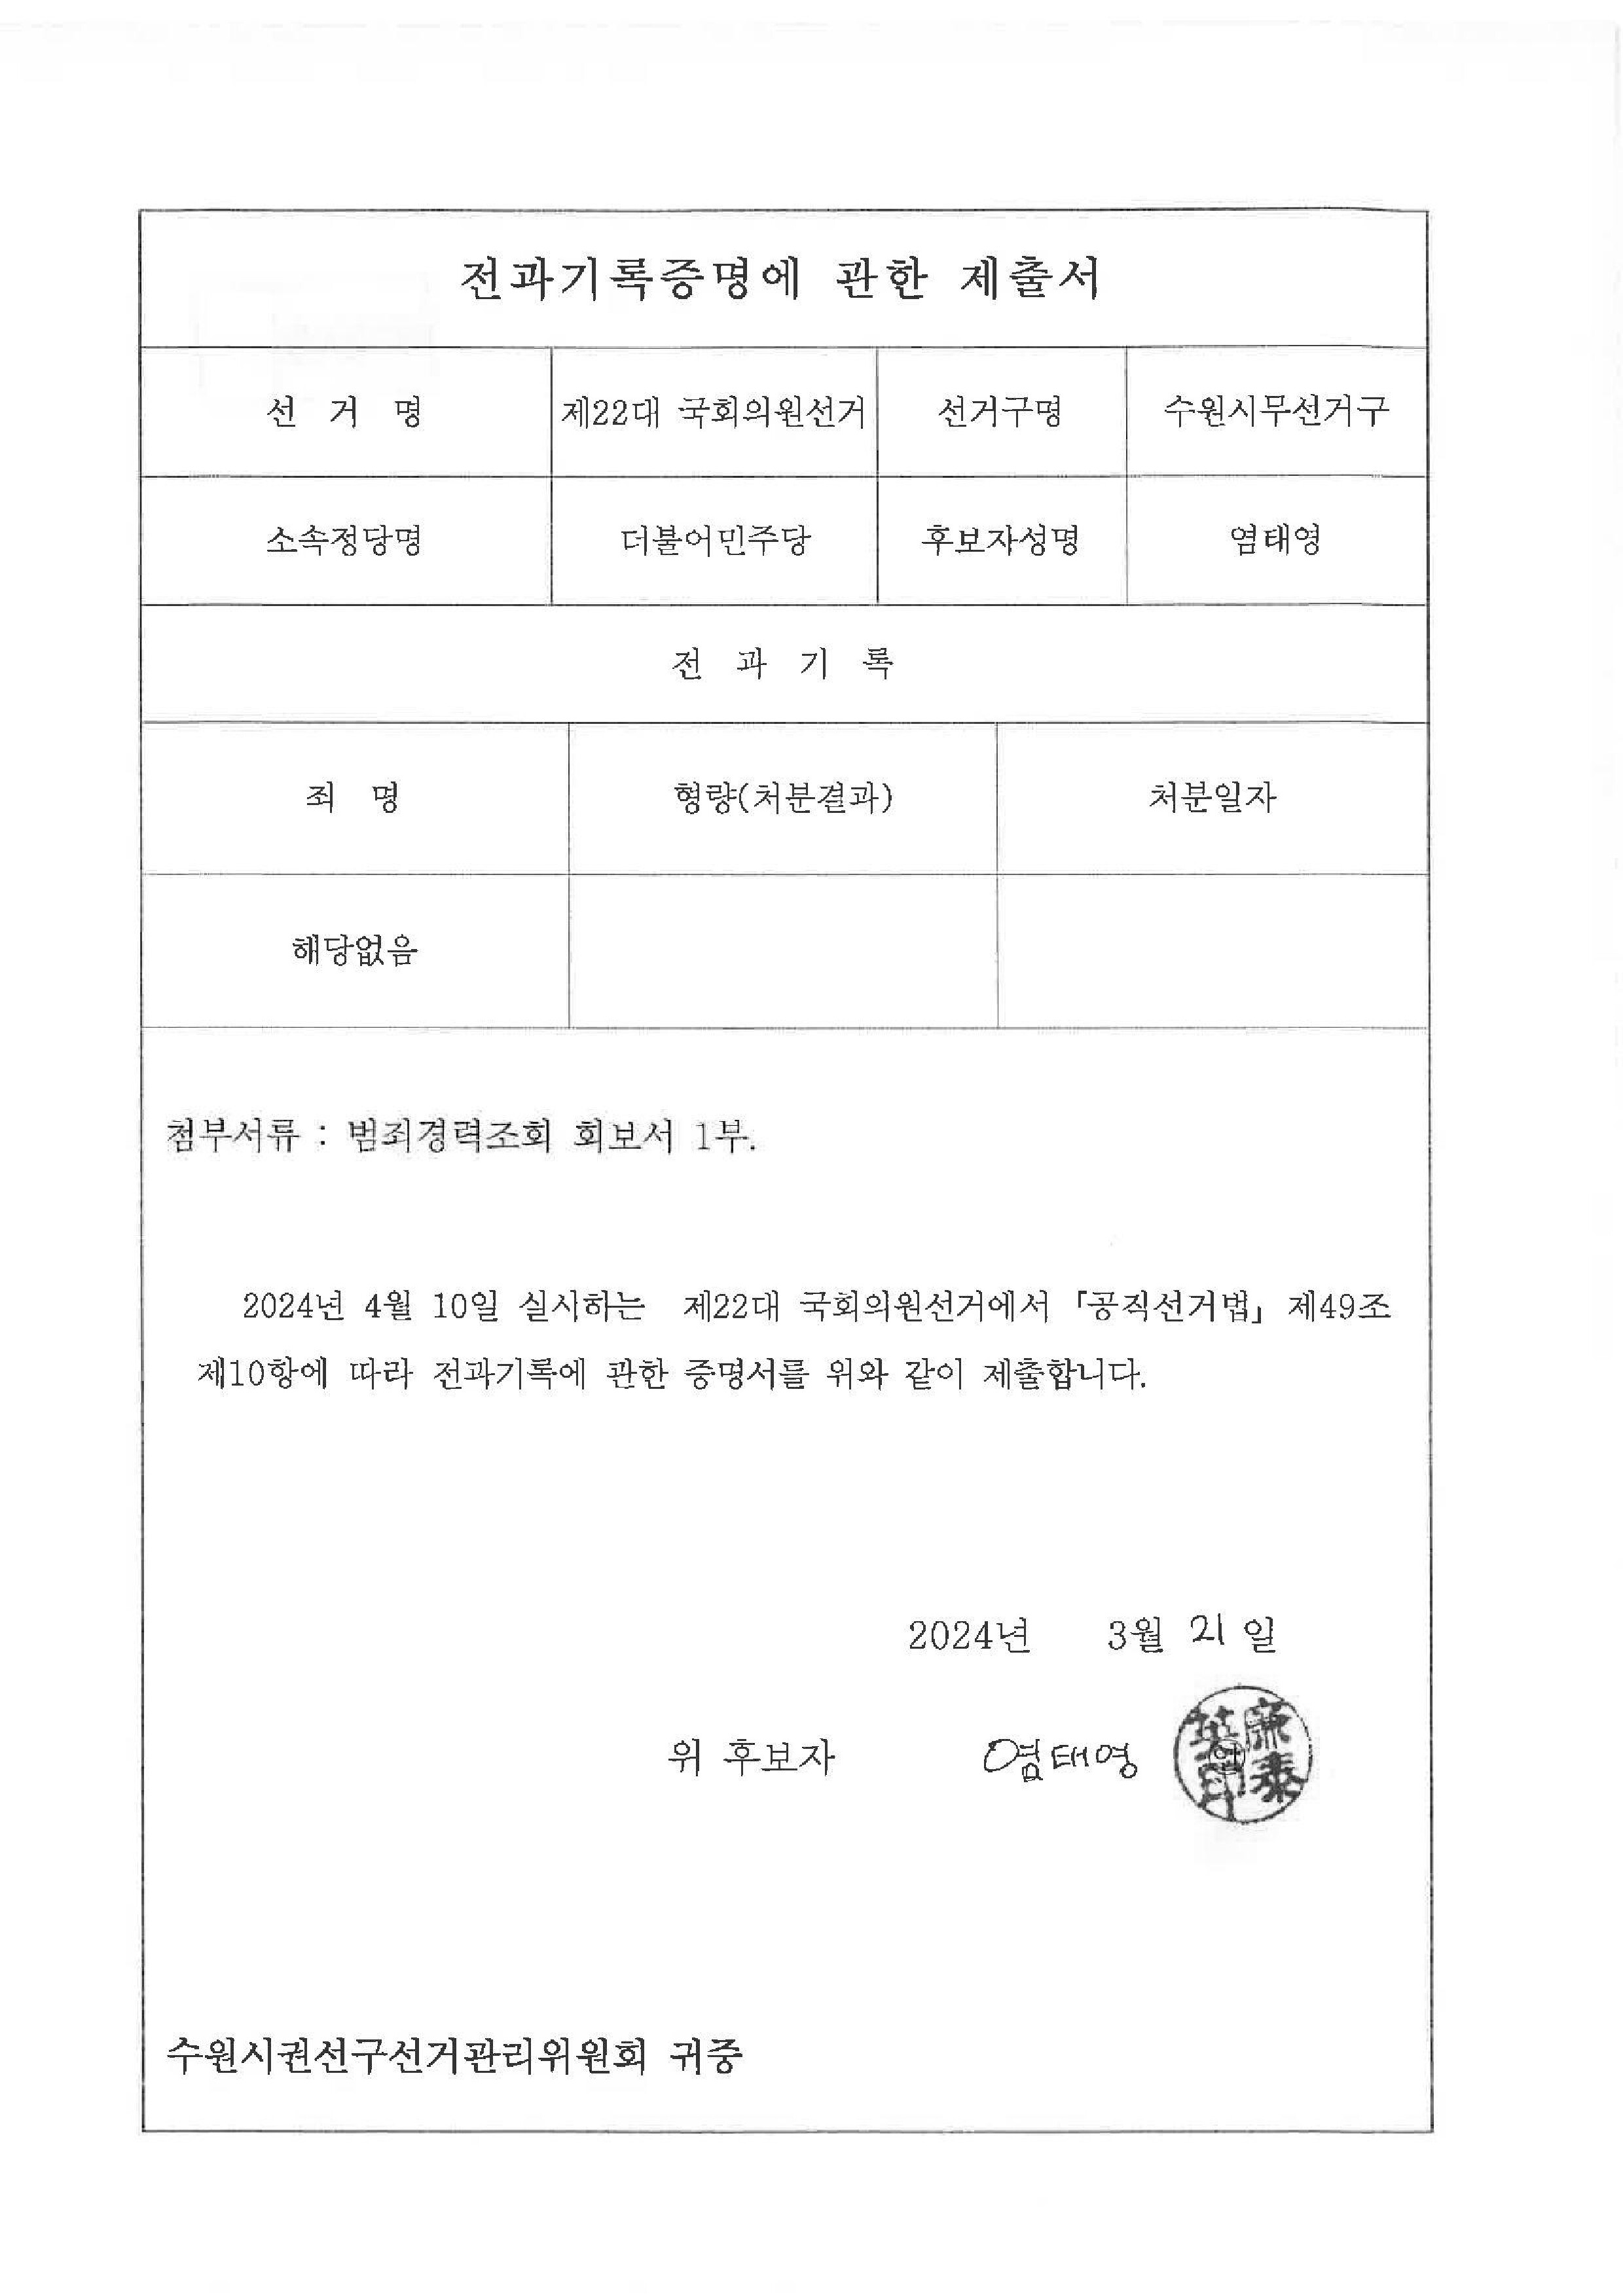 전과기록증명에 관한 제출서
선 거 명 제22대 국회의원선거 선거구명 수원시무선거구
소속정당명 더불어민주당 후보자성명 염태영
전 과 기 록
죄 명 형량(처분결과) 처분일자
해당없음
첨부서류 : 범죄경력조회 회보서 1부.
2024년 4월 10일 실시하는 제22대 국회의원선거에서 「공직선거법」 제49조
제10항에 따라 전과기록에 관한 증명서를 위와 같이 제출합니다.
2024년 3월 21일
위 후보자 염태영 인
廉泰英印
수원시권선구선거관리위원회 귀중